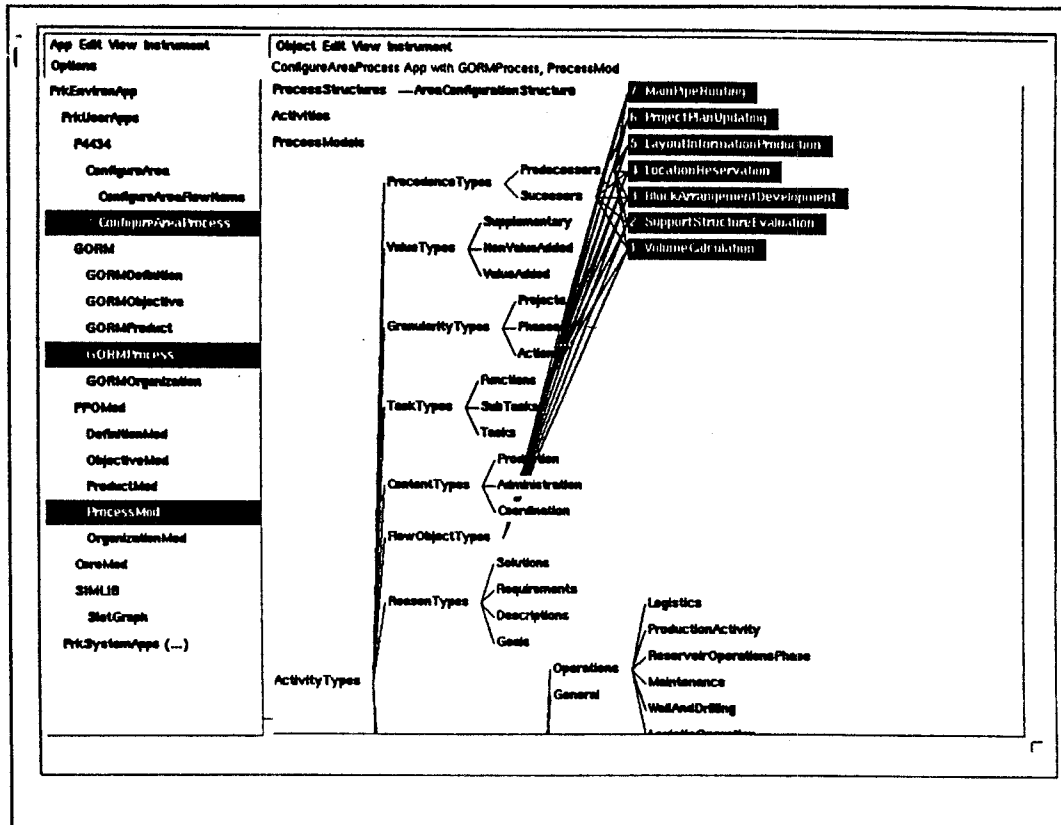 App Edit View Instrument
Options
PrkEnvironApp
PrkUserApps
P4434
ConfigureArea
ConfigureAreaFlowItems
ConfigureAreaProcess
GORM
GORMDefinition
GORMObjective
GORMProduct
GORMProcess
GORMOrganization
PPOMod
DefinitionMod
ObjectiveMod
ProductMod
ProcessMod
OrganizationMod
CoreMod
SIMLIB
SlotGraph
PrkSystemApps (...)
Object Edit View Instrument
ConfigureAreaProcess App with GORMProcess, ProcessMod
ProcessStructures
AreaConfigurationStructure
Activities
ProcessModels
PrecedenceTypes
Predecessers
Sucessers
ValueTypes
Supplementary
NonValueAdded
ValueAdded
GranularityTypes
Projects
Phases
Action
TaskTypes
Functions
SubTasks
Tasks
ContentTypes
Production
Administration
Coordination
FlowObjectTypes
ReasonTypes
Solutions
Requirements
Descriptions
Goals
ActivityTypes
Operations
General
Logistics
ProductionActivity
ReservoirOperationsPhase
Maintenance
WellAndDrilling
7 MainPipeRouting
6 ProjectPlanUpdating
5 LayoutInformationProduction
4 LocationReservation
3 BlockArrangementDevelopment
2 SupportStructureEvaluation
1 VolumeCalculation